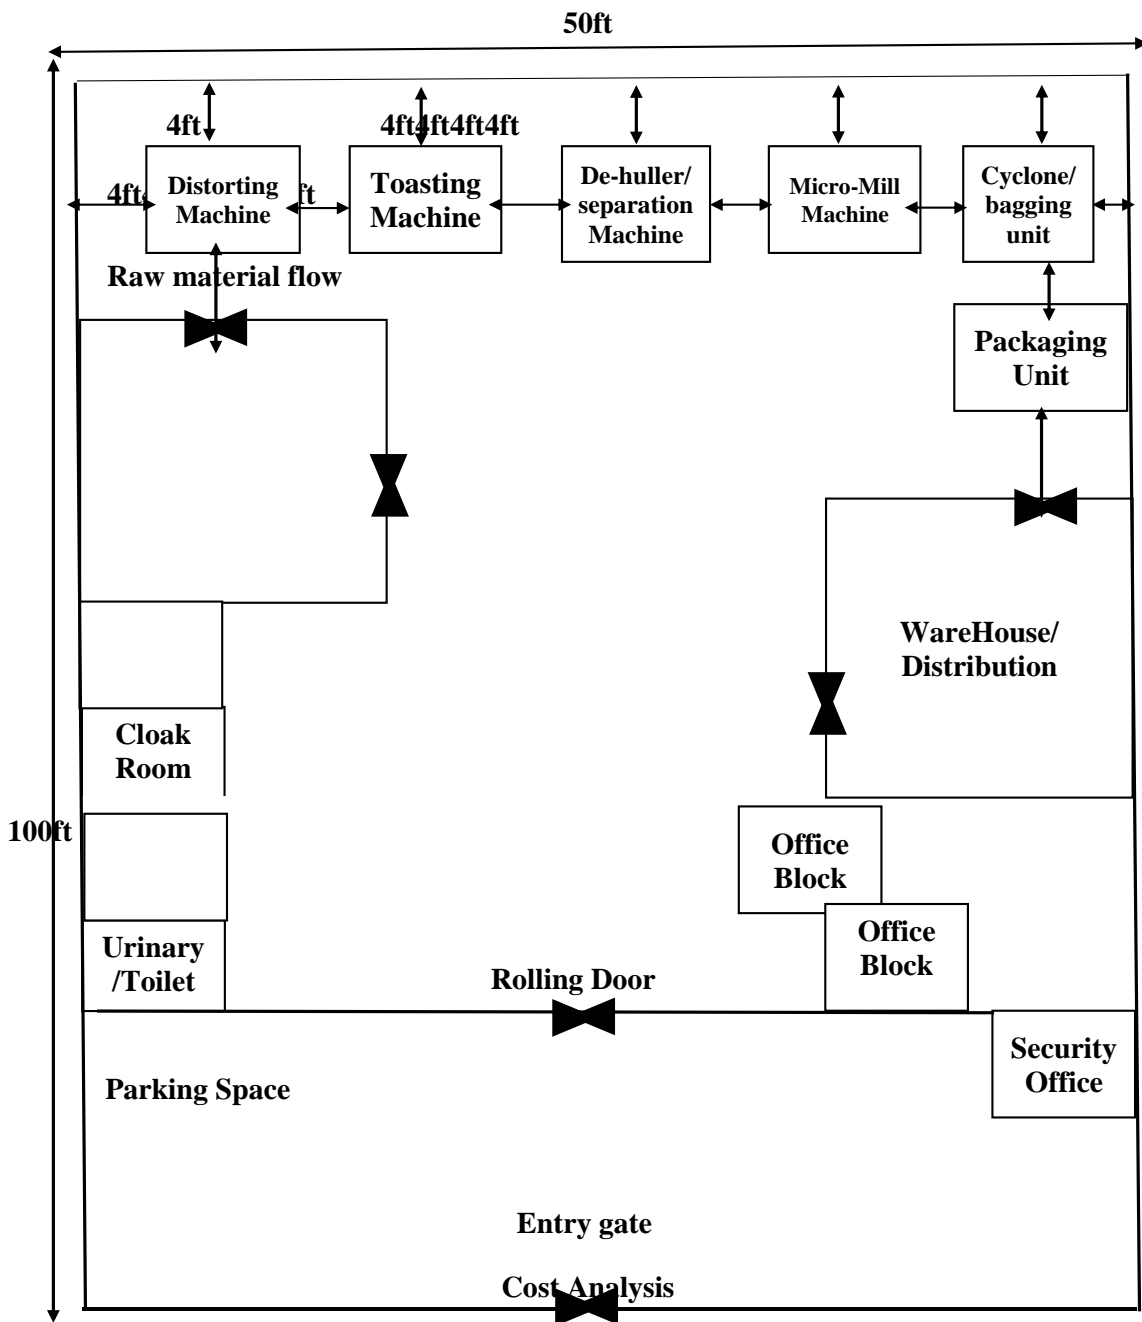 50ft
4ft
4ft4ft4ft4ft
4ft
ft
Distorting
Machine
Toasting
Machine
De-huller/
separation
Machine
Micro-Mill
Machine
Cyclone/
bagging
unit
Raw material flow
Packaging
Unit
WareHouse/
Distribution
Cloak
Room
100ft
Office
Block
Office
Block
Urinary
/Toilet
Rolling Door
Security
Office
Parking Space
Entry gate
Cost Analysis